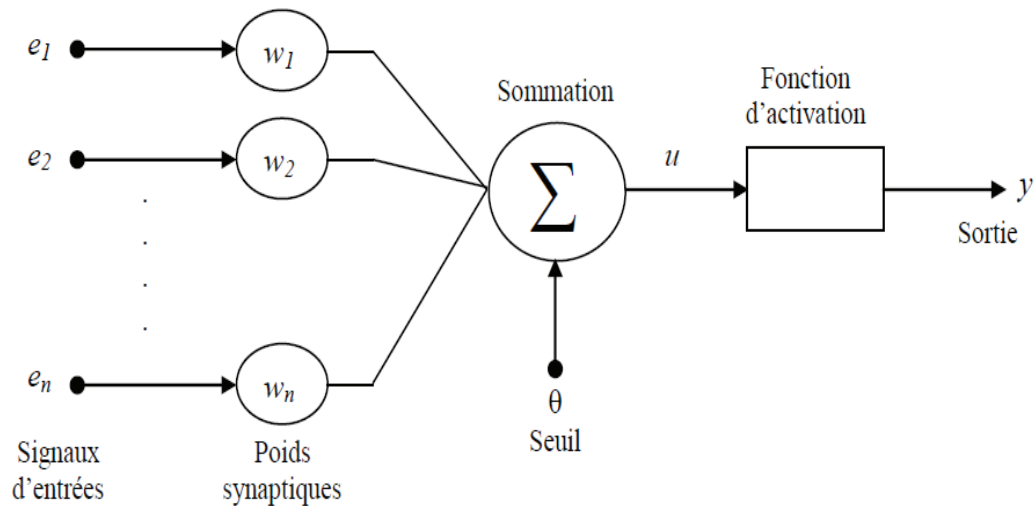 e1
w1
Sommation
Fonction
d'activation
e2
w2
∑
u
y
Sortie
en
wn
θ
Seuil
Signaux
d'entrées
Poids
synaptiques